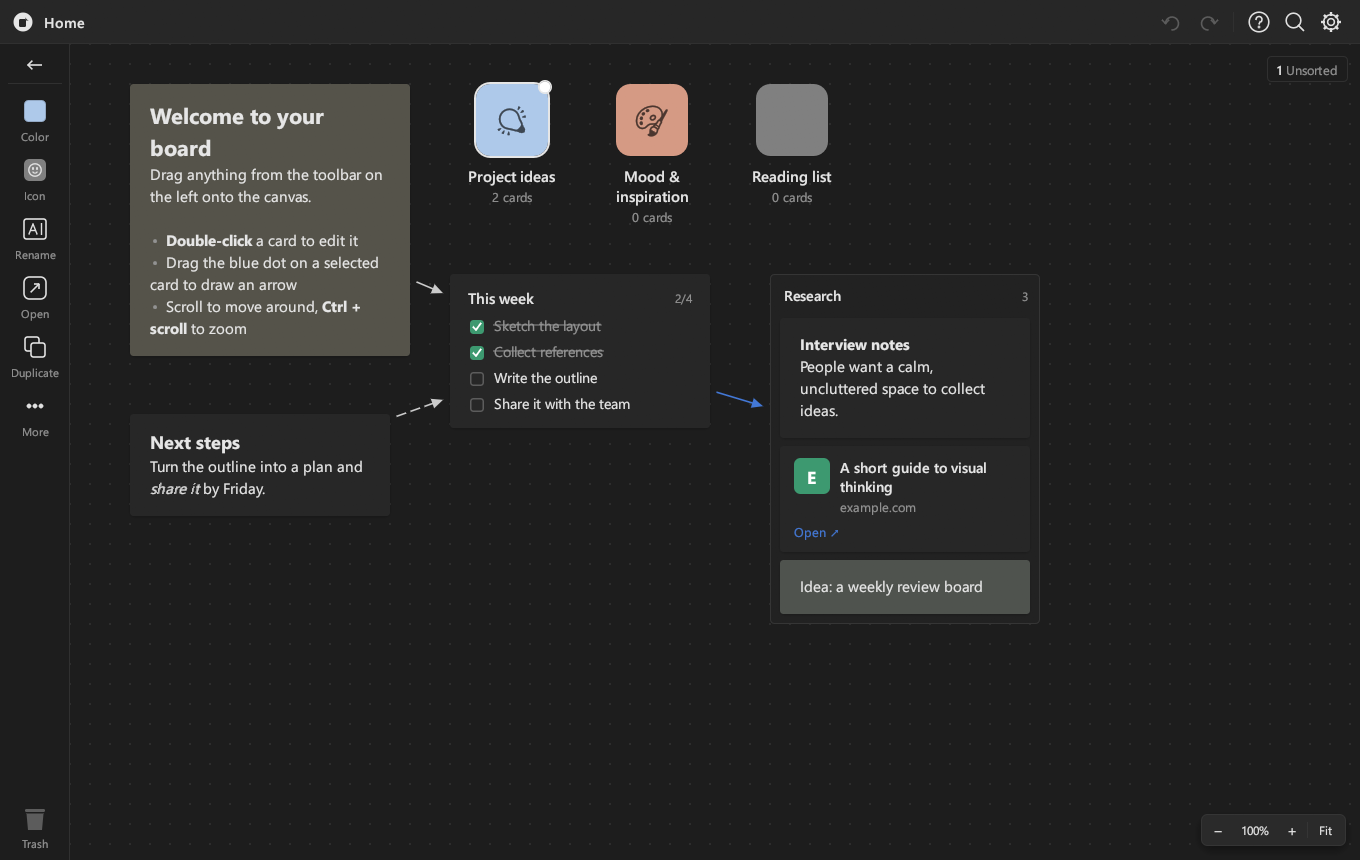 Home
1 Unsorted
Color
Icon
AI
Rename
Open
Duplicate
More
Trash
Welcome to your
board
Drag anything from the toolbar on
the left onto the canvas.
• Double-click a card to edit it
• Drag the blue dot on a selected
card to draw an arrow
• Scroll to move around, Ctrl +
scroll to zoom
Project ideas
2 cards
Mood &
inspiration
0 cards
Reading list
0 cards
This week 2/4
Sketch the layout
Collect references
Write the outline
Share it with the team
Next steps
Turn the outline into a plan and
share it by Friday.
Research 3
Interview notes
People want a calm,
uncluttered space to collect
ideas.
E
A short guide to visual
thinking
example.com
Open ↗
Idea: a weekly review board
− 100% + Fit